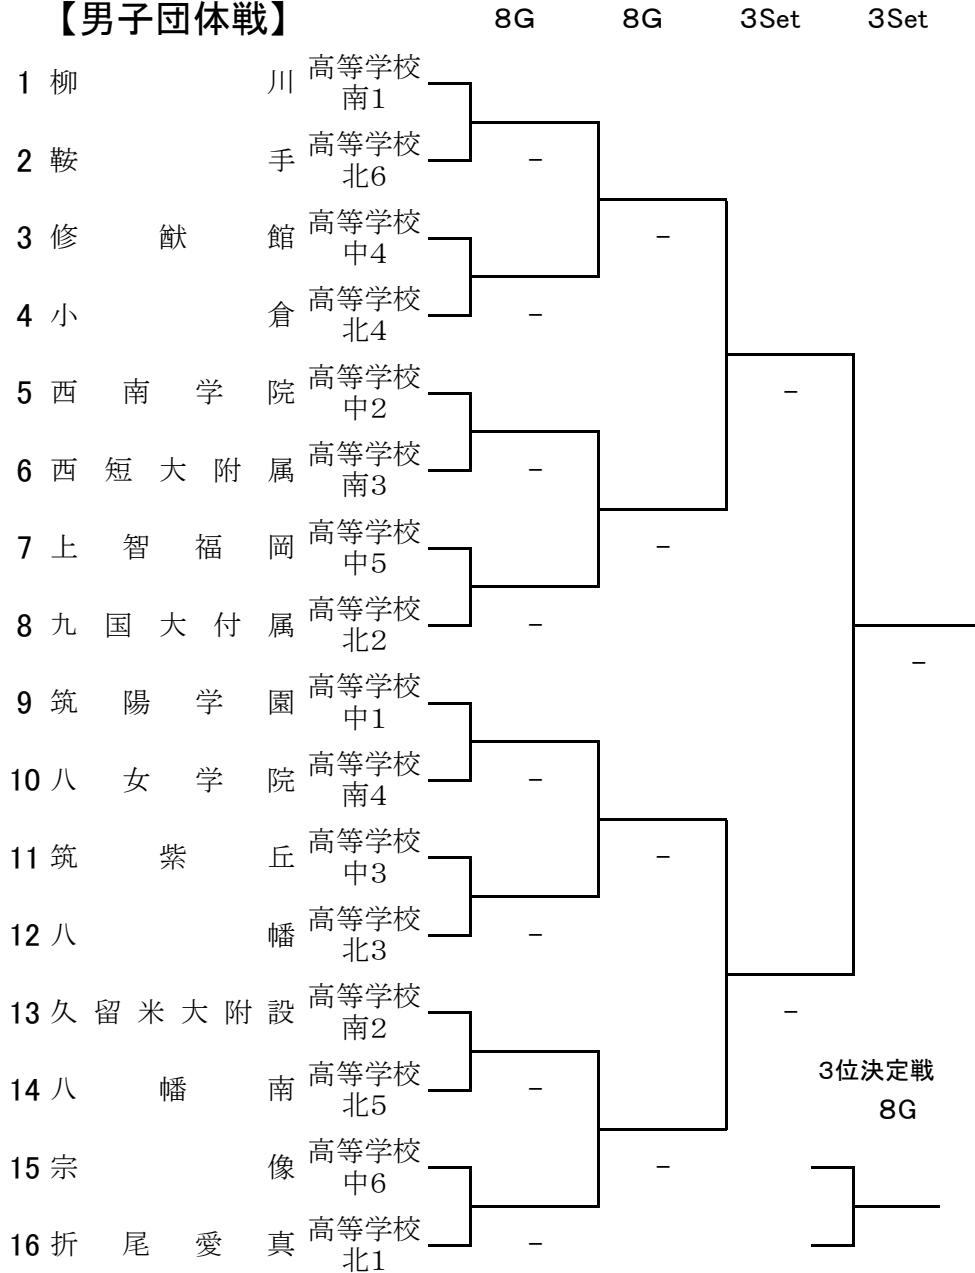 【男子団体戦】 8G 8G 3Set 3Set
1 柳川 高等学校 南1
2 鞍手 高等学校 北6
-
3 修猷館 高等学校 中4
-
4 小倉 高等学校 北4
-
5 西南学院 高等学校 中2
-
6 西短大附属 高等学校 南3
-
7 上智福岡 高等学校 中5
-
8 九国大付属 高等学校 北2
-
-
9 筑陽学園 高等学校 中1
10 八女学院 高等学校 南4
-
11 筑紫丘 高等学校 中3
-
12 八幡 高等学校 北3
-
13 久留米大附設 高等学校 南2
-
3位決定戦
14 八幡南 高等学校 北5
-
8G
15 宗像 高等学校 中6
-
16 折尾愛真 高等学校 北1
-